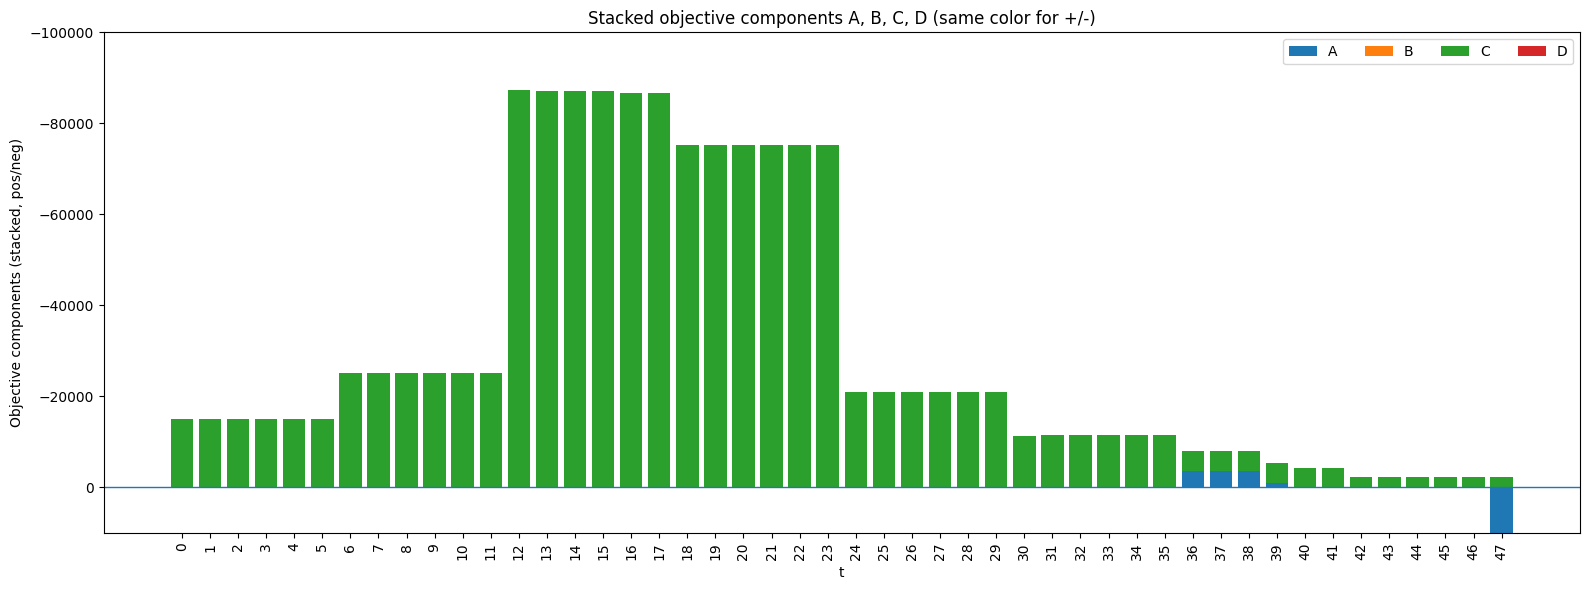 Stacked objective components A, B, C, D (same color for +/-)
A B C D
Objective components (stacked, pos/neg)
−100000
−80000
−60000
−40000
−20000
0
0 1 2 3 4 5 6 7 8 9 10 11 12 13 14 15 16 17 18 19 20 21 22 23 24 25 26 27 28 29 30 31 32 33 34 35 36 37 38 39 40 41 42 43 44 45 46 47
t